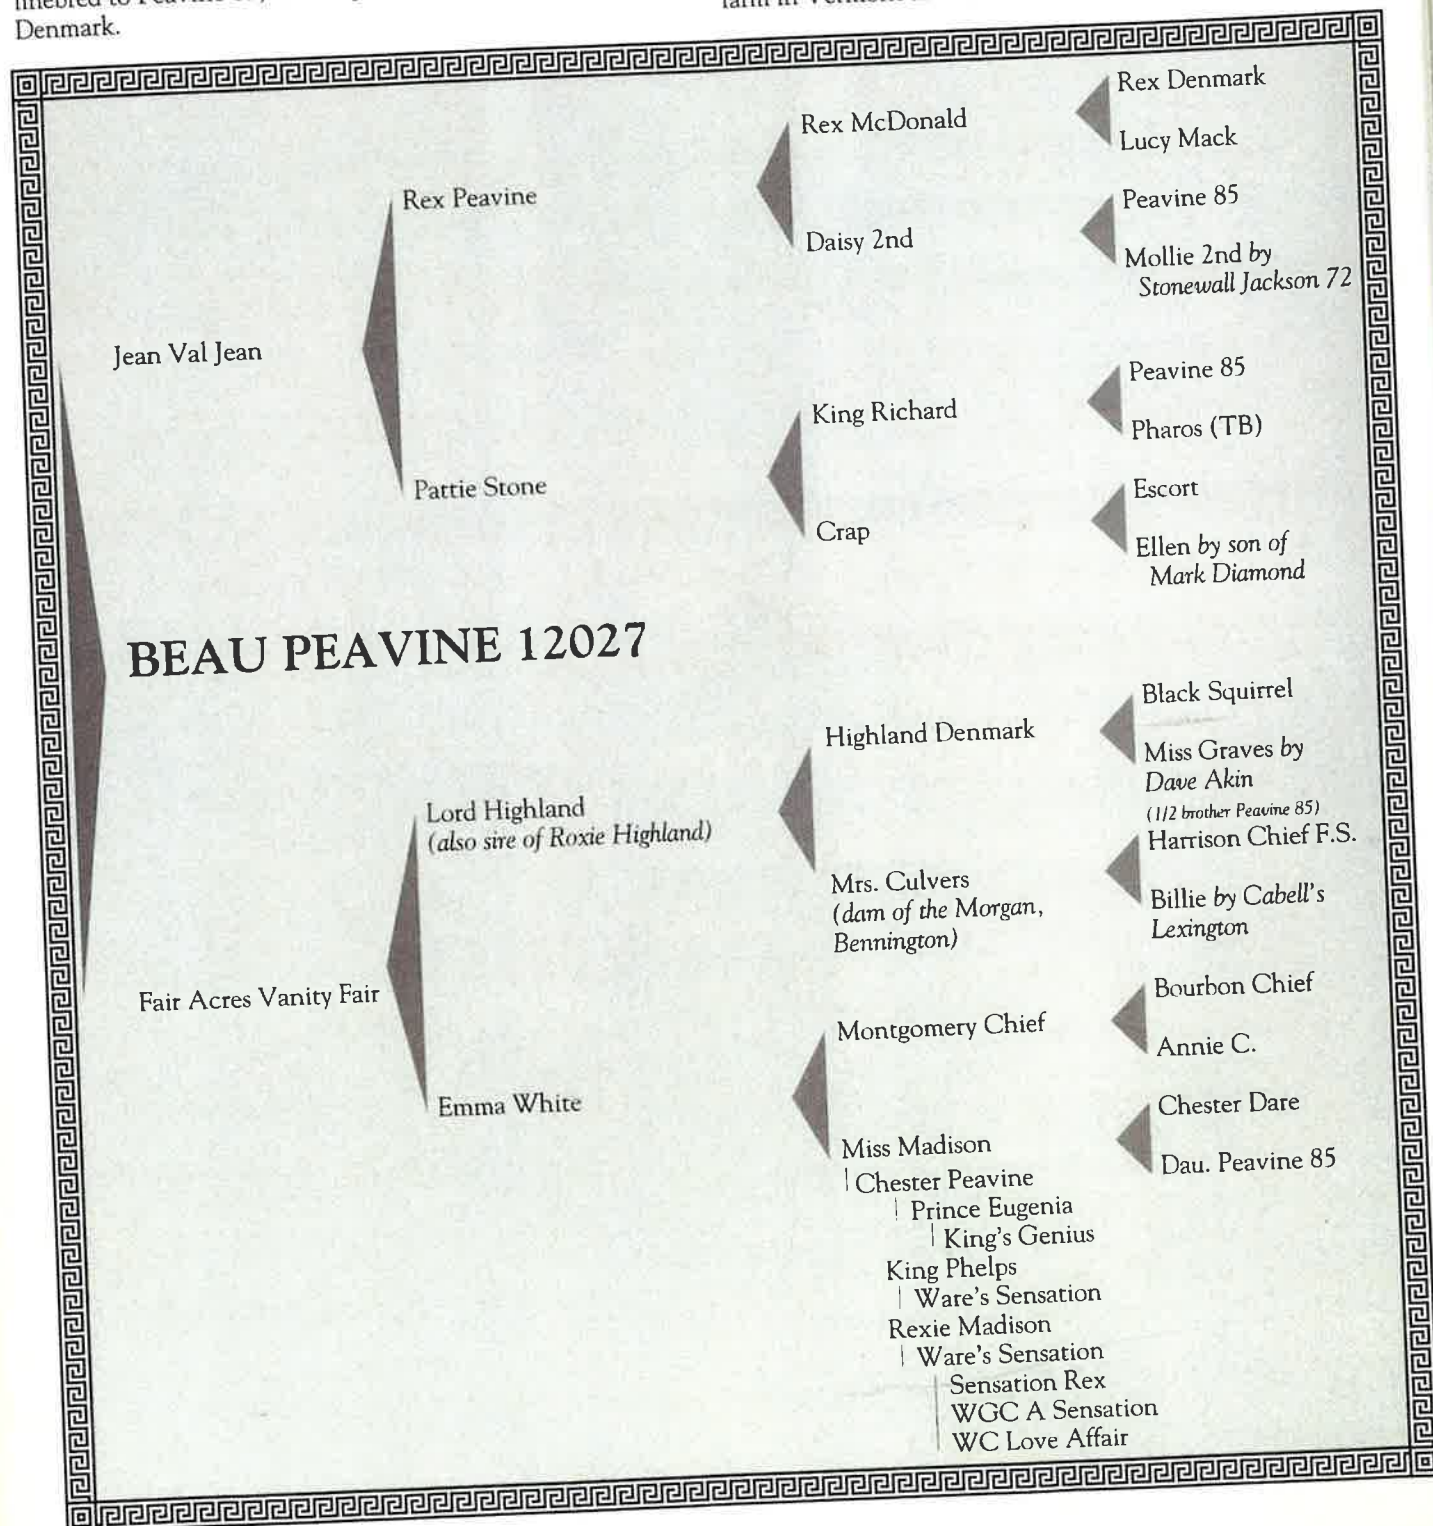 linebred to Peavine
Denmark.
farm in Vermont
Rex Denmark
Rex McDonald
Lucy Mack
Rex Peavine
Peavine 85
Daisy 2nd
Mollie 2nd by
Stonewall Jackson 72
Jean Val Jean
Peavine 85
King Richard
Pharos (TB)
Pattie Stone
Escort
Crap
Ellen by son of
Mark Diamond
BEAU PEAVINE 12027
Black Squirrel
Highland Denmark
Miss Graves by
Dave Akin
(1/2 brother Peavine 85)
Lord Highland
(also sire of Roxie Highland)
Harrison Chief F.S.
Mrs. Culvers
(dam of the Morgan,
Bennington)
Billie by Cabell's
Lexington
Fair Acres Vanity Fair
Bourbon Chief
Montgomery Chief
Annie C.
Emma White
Chester Dare
Miss Madison
Dau. Peavine 85
Chester Peavine
Prince Eugenia
King's Genius
King Phelps
Ware's Sensation
Rexie Madison
Ware's Sensation
Sensation Rex
WGC A Sensation
WC Love Affair